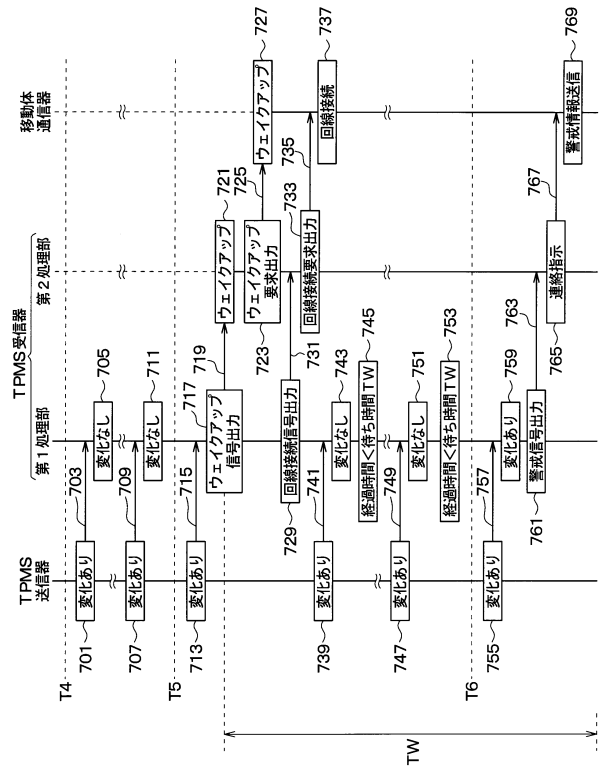 TPMS受信器
TPMS
送信器
第1処理部
第2処理部
移動体
通信器
T4
変化あり
701
703
変化なし
705
変化あり
707
709
変化なし
711
T5
変化あり
713
715
ウェイクアップ
信号出力
717
719
ウェイクアップ
721
ウェイクアップ
要求出力
723
725
ウェイクアップ
727
回線接続信号出力
729
731
回線接続要求出力
733
735
回線接続
737
変化あり
739
741
変化なし
743
経過時間<待ち時間TW
745
変化あり
747
749
変化なし
751
経過時間<待ち時間TW
753
T6
変化あり
755
757
変化あり
759
警戒信号出力
761
763
連絡指示
765
767
警戒情報送信
769
TW